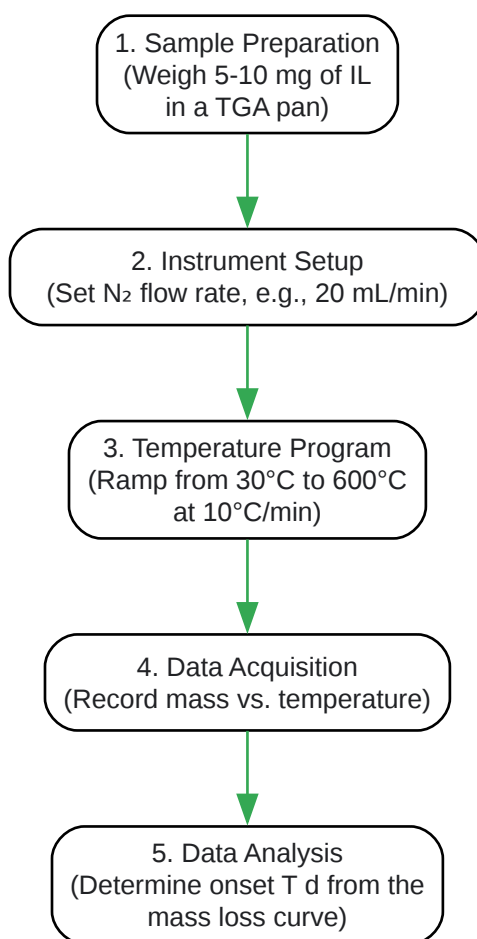 1. Sample Preparation
(Weigh 5-10 mg of IL
in a TGA pan)
2. Instrument Setup
(Set N₂ flow rate, e.g., 20 mL/min)
3. Temperature Program
(Ramp from 30°C to 600°C
at 10°C/min)
4. Data Acquisition
(Record mass vs. temperature)
5. Data Analysis
(Determine onset T d from the
mass loss curve)